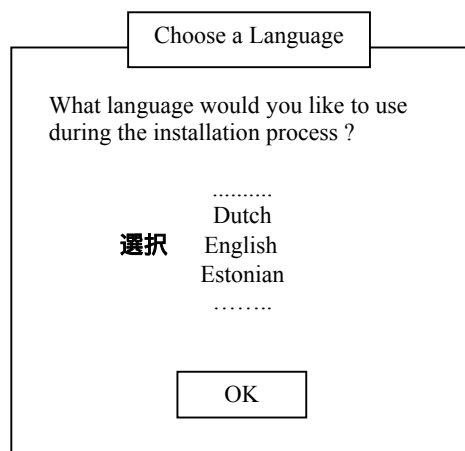 Choose a Language
What language would you like to use
during the installation process ?
..........
Dutch
選択 English
Estonian
……..
OK